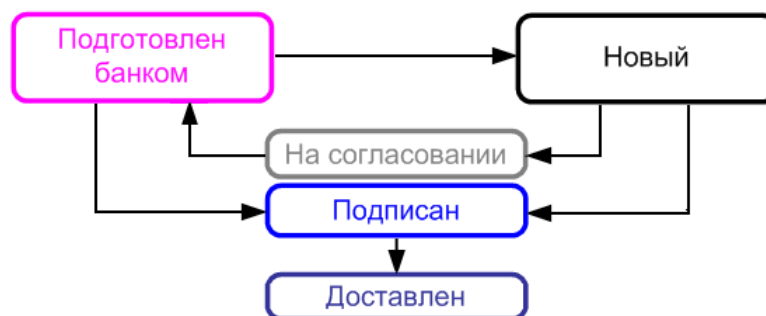 Подготовлен
банком
Новый
На согласовании
Подписан
Доставлен